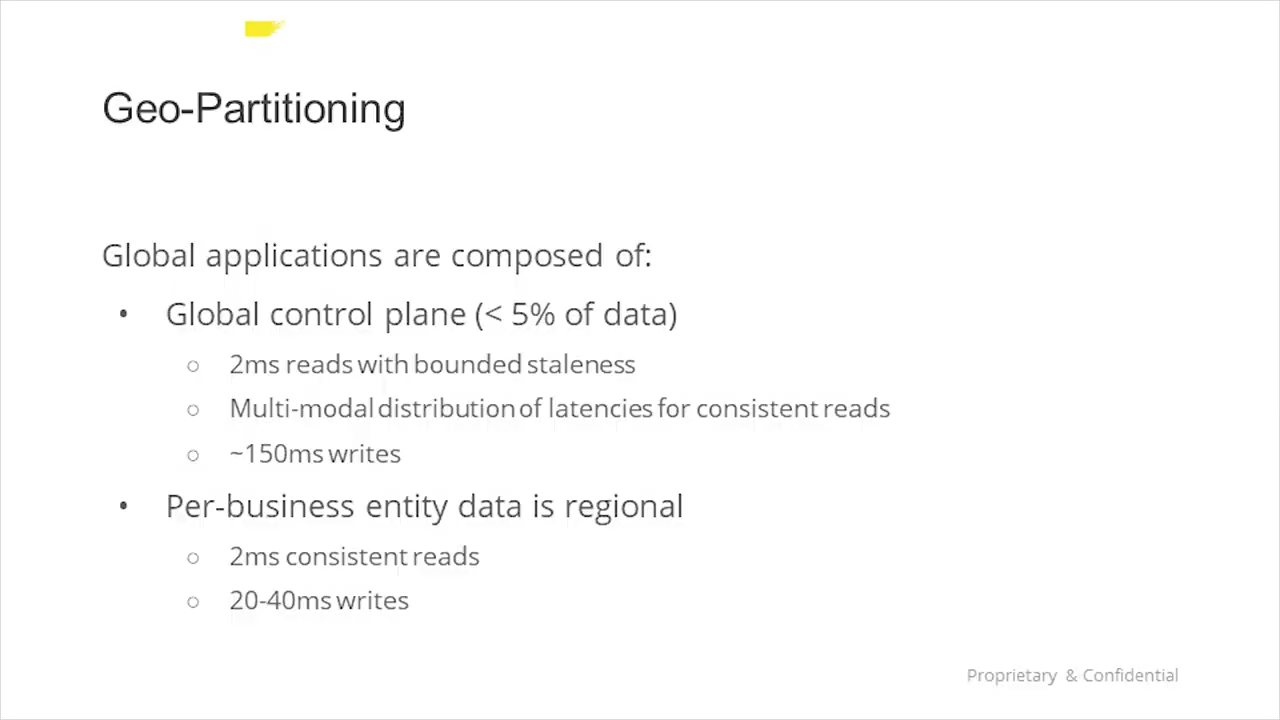 Geo-Partitioning
Global applications are composed of:
• Global control plane (< 5% of data)
○ 2ms reads with bounded staleness
○ Multi-modal distribution of latencies for consistent reads
○ ~150ms writes
• Per-business entity data is regional
○ 2ms consistent reads
○ 20-40ms writes
Proprietary & Confidential